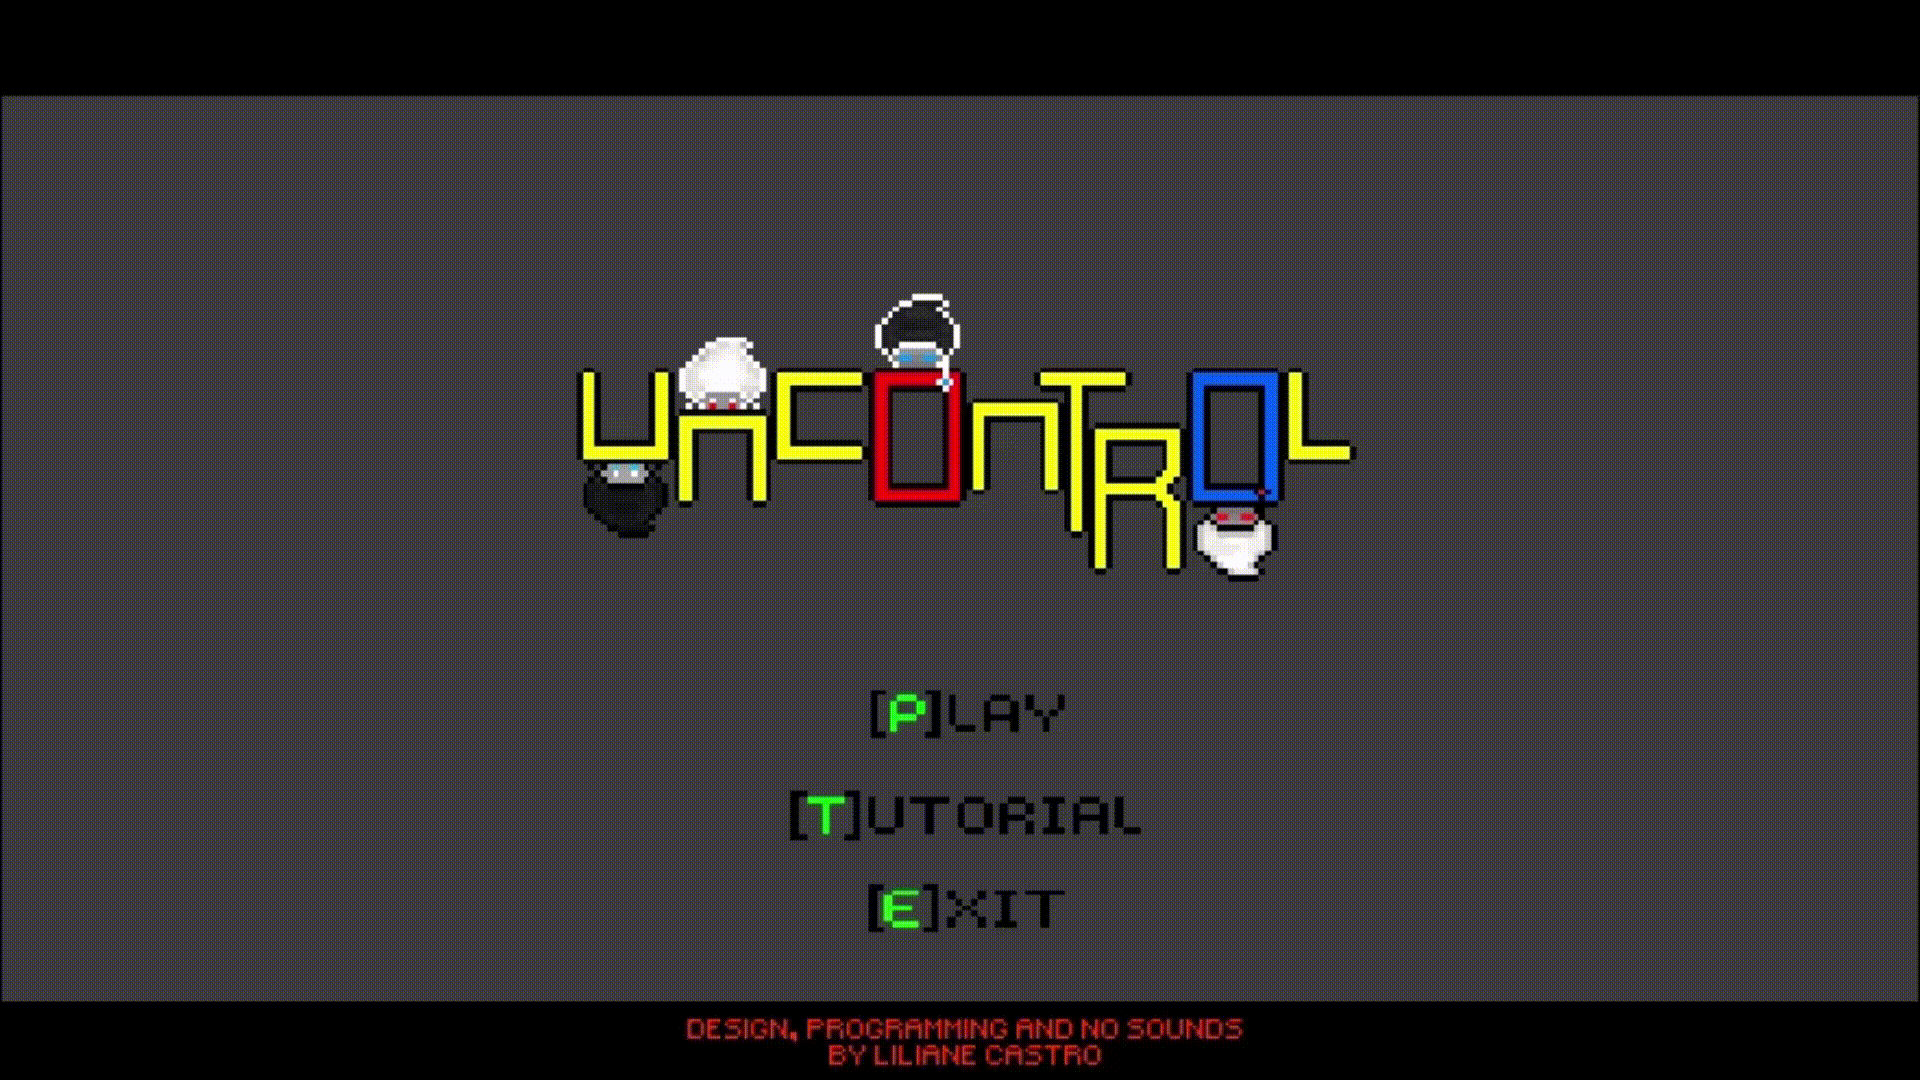 UnCOnTROL
[P]LAY
[T]UTORIAL
[E]XIT
DESIGN, PROGRAMMING AND NO SOUNDS
BY LILIANE CASTRO